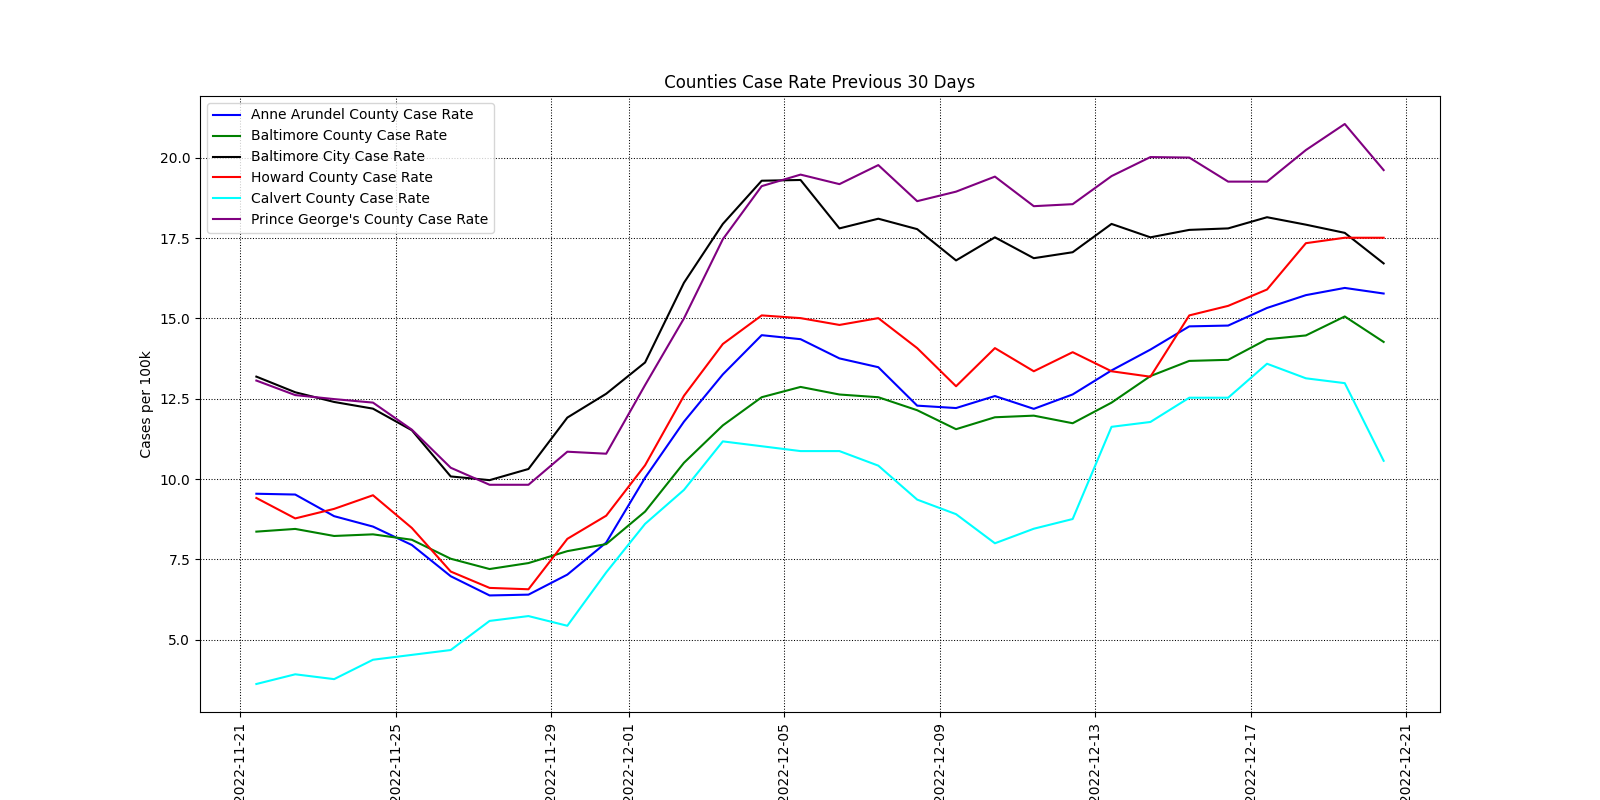 Counties Case Rate Previous 30 Days
Anne Arundel County Case Rate
Baltimore County Case Rate
Baltimore City Case Rate
Howard County Case Rate
Calvert County Case Rate
Prince George's County Case Rate
Cases per 100k
20.0
17.5
15.0
12.5
10.0
7.5
5.0
2022-11-21
2022-11-25
2022-11-29
2022-12-01
2022-12-05
2022-12-09
2022-12-13
2022-12-17
2022-12-21